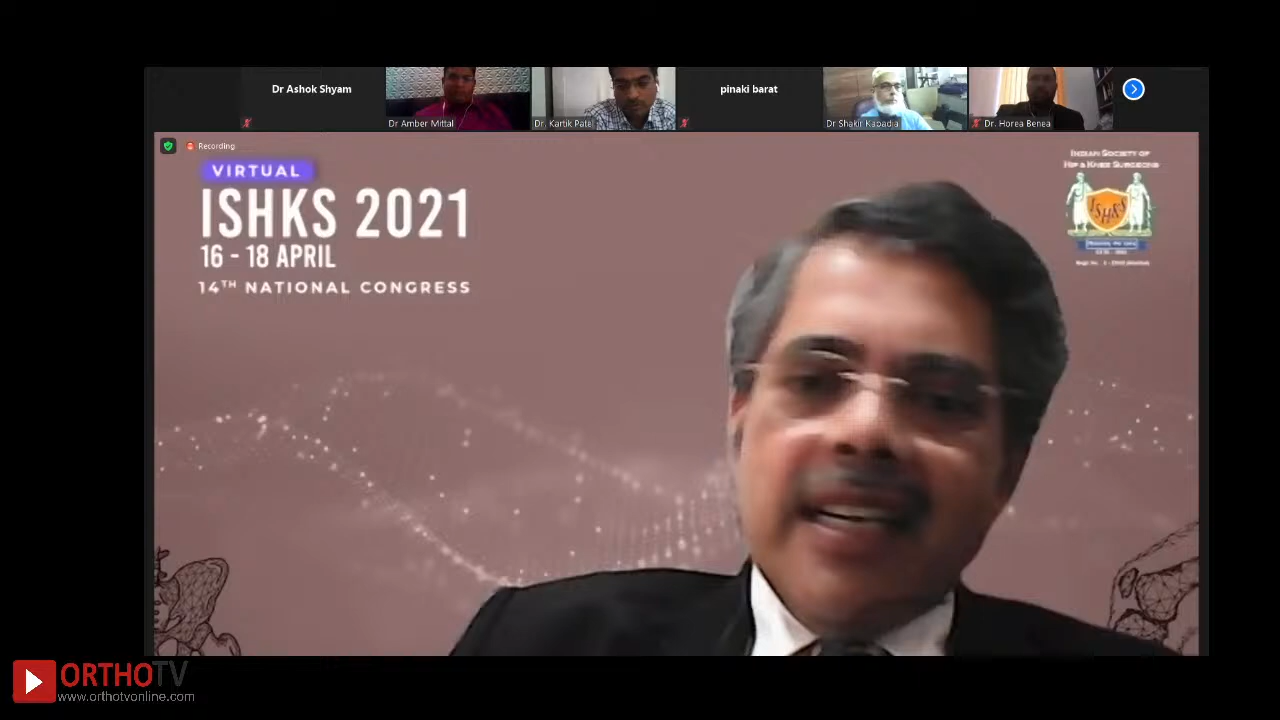 Dr Ashok Shyam
pinaki barat
Dr Amber Mittal
Dr. Kartik Patel
Dr Shakir Kapadia
Dr. Horea Benea
Recording
VIRTUAL
ISHKS 2021
16 - 18 APRIL
14TH NATIONAL CONGRESS
INDIAN SOCIETY OF
HIP & KNEE SURGEONS
ISHKS
ORTHOTV
www.orthotvonline.com